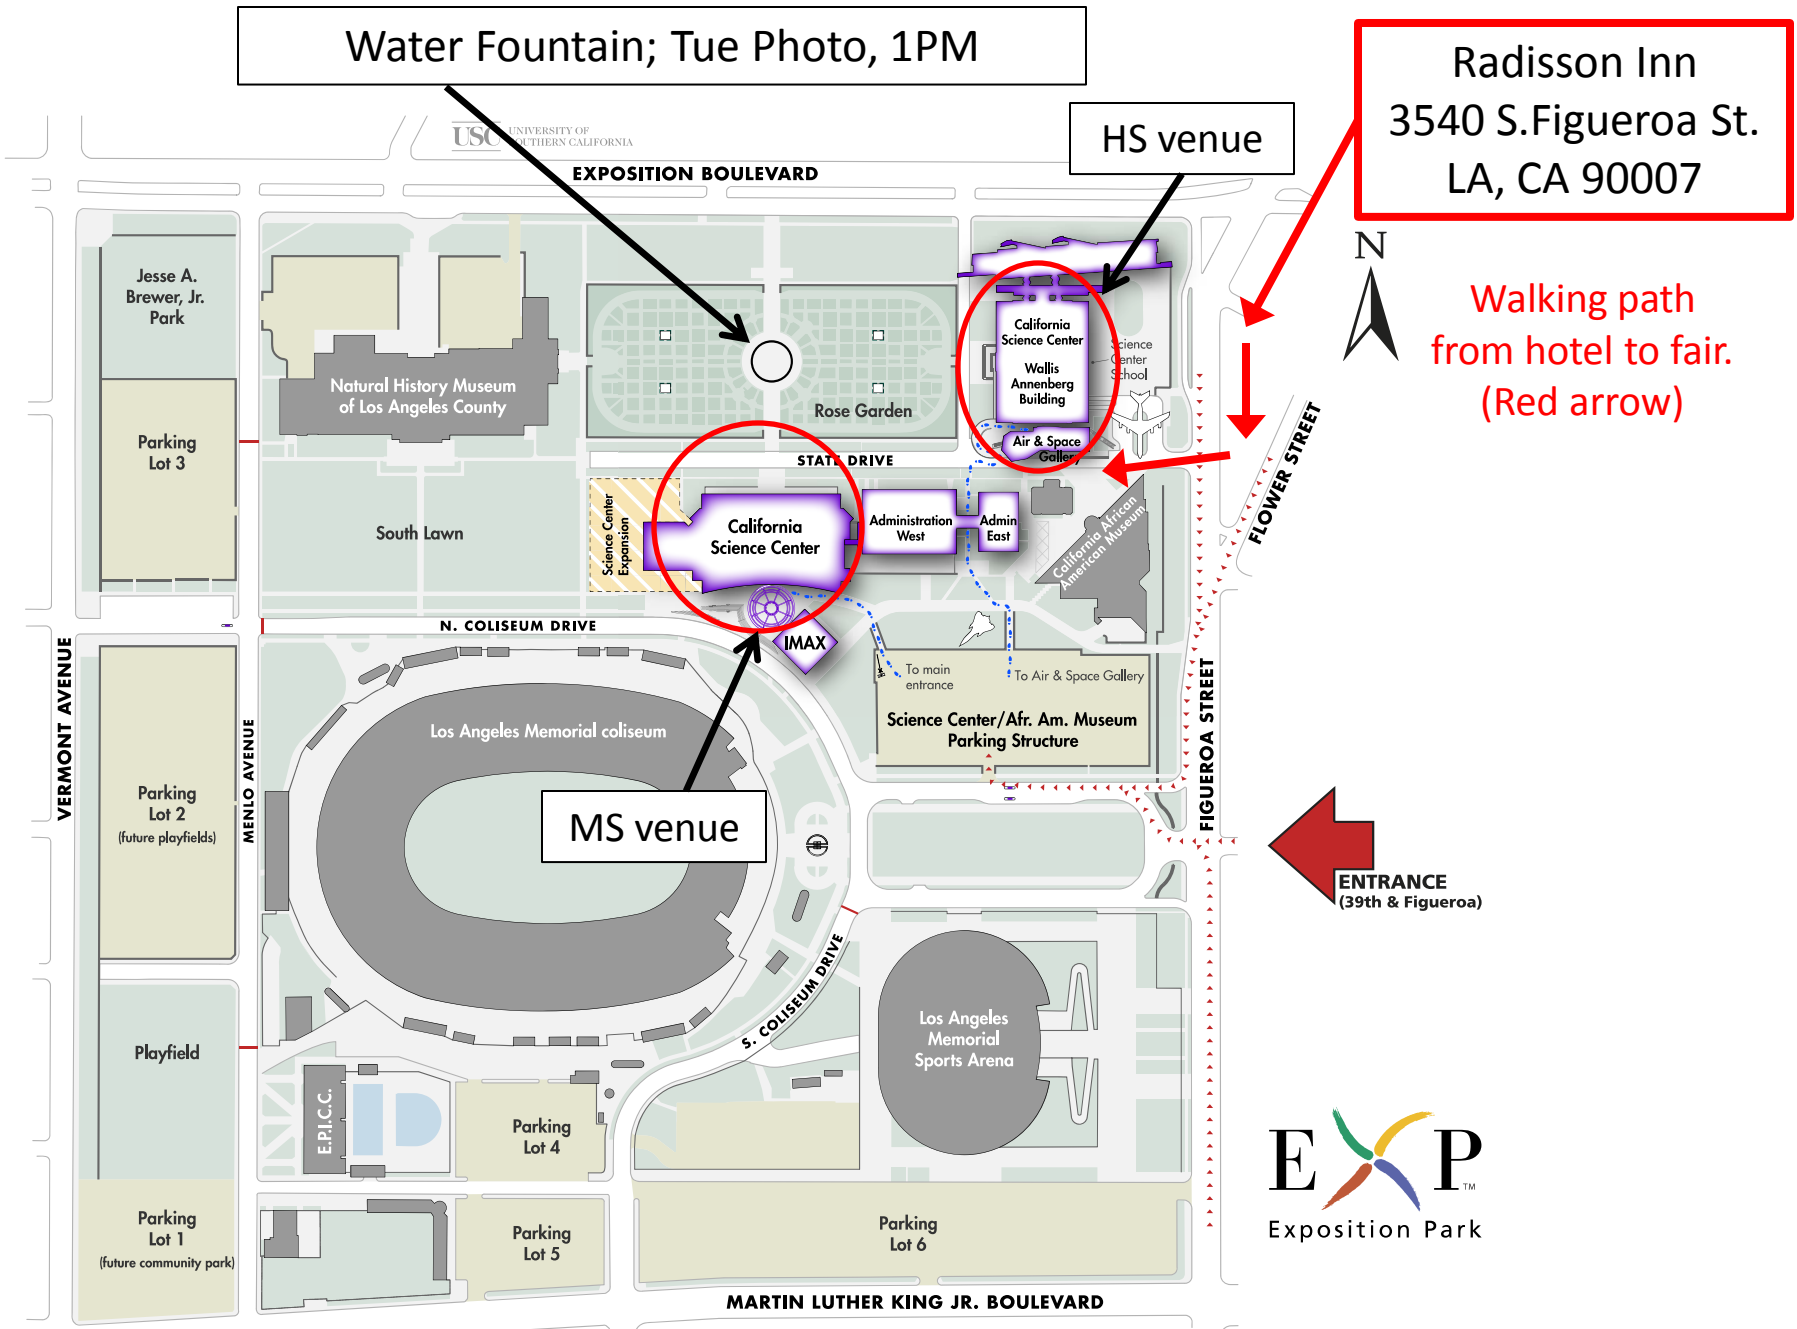 Water Fountain; Tue Photo, 1PM
Radisson Inn
3540 S.Figueroa St.
LA, CA 90007
HS venue
USC UNIVERSITY OF
SOUTHERN CALIFORNIA
EXPOSITION BOULEVARD
N
Walking path
from hotel to fair.
(Red arrow)
Jesse A.
Brewer, Jr.
Park
Natural History Museum
of Los Angeles County
Rose Garden
California
Science Center
Wallis
Annenberg
Building
Science
Center
School
Air & Space
Gallery
Parking
Lot 3
STATE DRIVE
FLOWER STREET
South Lawn
Science Center
Expansion
California
Science Center
Administration
West
Admin
East
California African
American Museum
N. COLISEUM DRIVE
IMAX
To main
entrance
To Air & Space Gallery
Science Center/Afr. Am. Museum
Parking Structure
VERMONT AVENUE
MENLO AVENUE
FIGUEROA STREET
Los Angeles Memorial coliseum
Parking
Lot 2
(future playfields)
MS venue
ENTRANCE
(39th & Figueroa)
S. COLISEUM DRIVE
Los Angeles
Memorial
Sports Arena
Playfield
E.P.I.C.C.
Parking
Lot 4
EXP TM
Exposition Park
Parking
Lot 1
(future community park)
Parking
Lot 5
Parking
Lot 6
MARTIN LUTHER KING JR. BOULEVARD